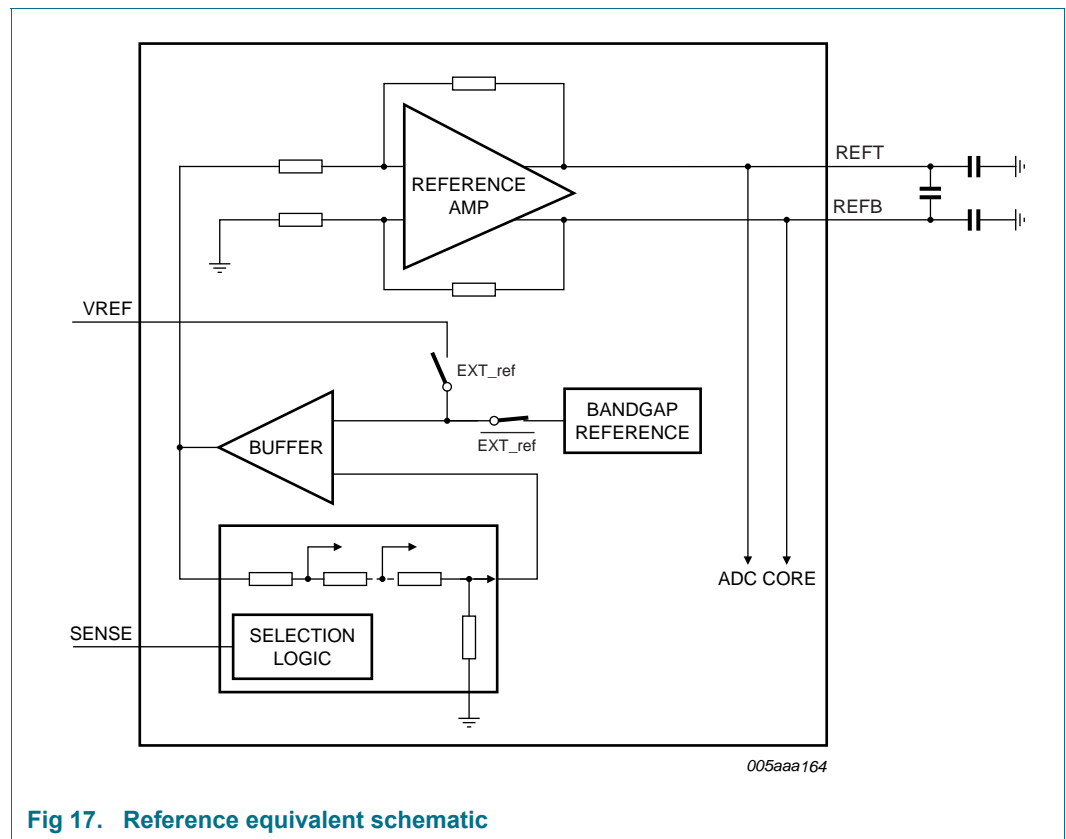 REFERENCE
AMP
REFT
REFB
VREF
EXT_ref
BANDGAP
REFERENCE
EXT_ref
BUFFER
ADC CORE
SENSE
SELECTION
LOGIC
005aaa164
Fig 17. Reference equivalent schematic